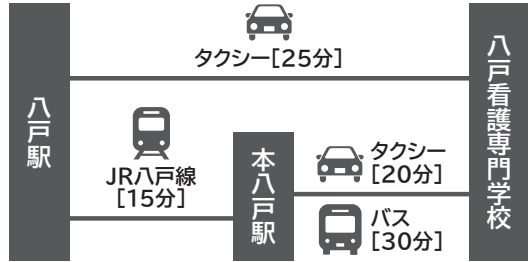 八戸駅
タクシー[25分]
JR八戸線
[15分]
本八戸駅
タクシー
[20分]
バス
[30分]
八戸看護専門学校